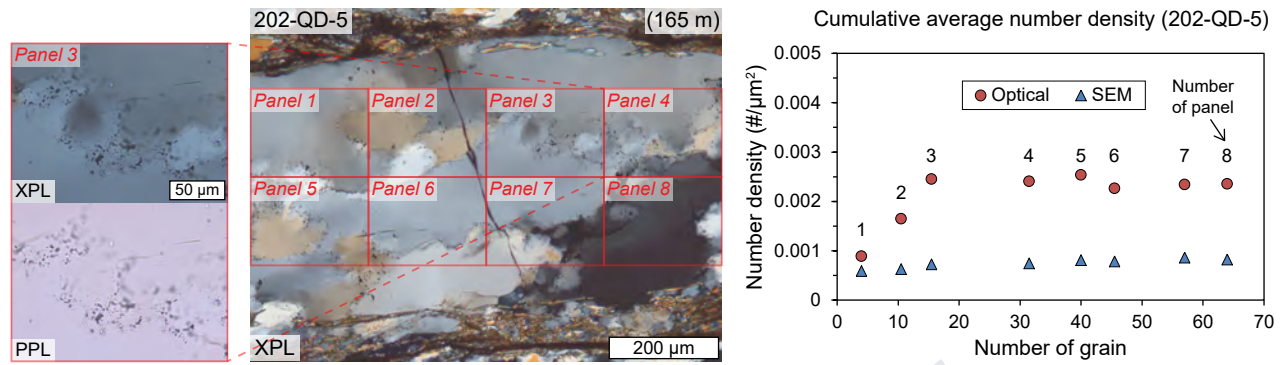 Panel 3
XPL
50 µm
PPL
202-QD-5
(165 m)
Panel 1
Panel 2
Panel 3
Panel 4
Panel 5
Panel 6
Panel 7
Panel 8
XPL
200 µm
Cumulative average number density (202-QD-5)
Number density (#/µm²)
0.005
0.004
0.003
0.002
0.001
0
Optical
SEM
Number
of panel
1
2
3
4
5
6
7
8
0
10
20
30
40
50
60
70
Number of grain